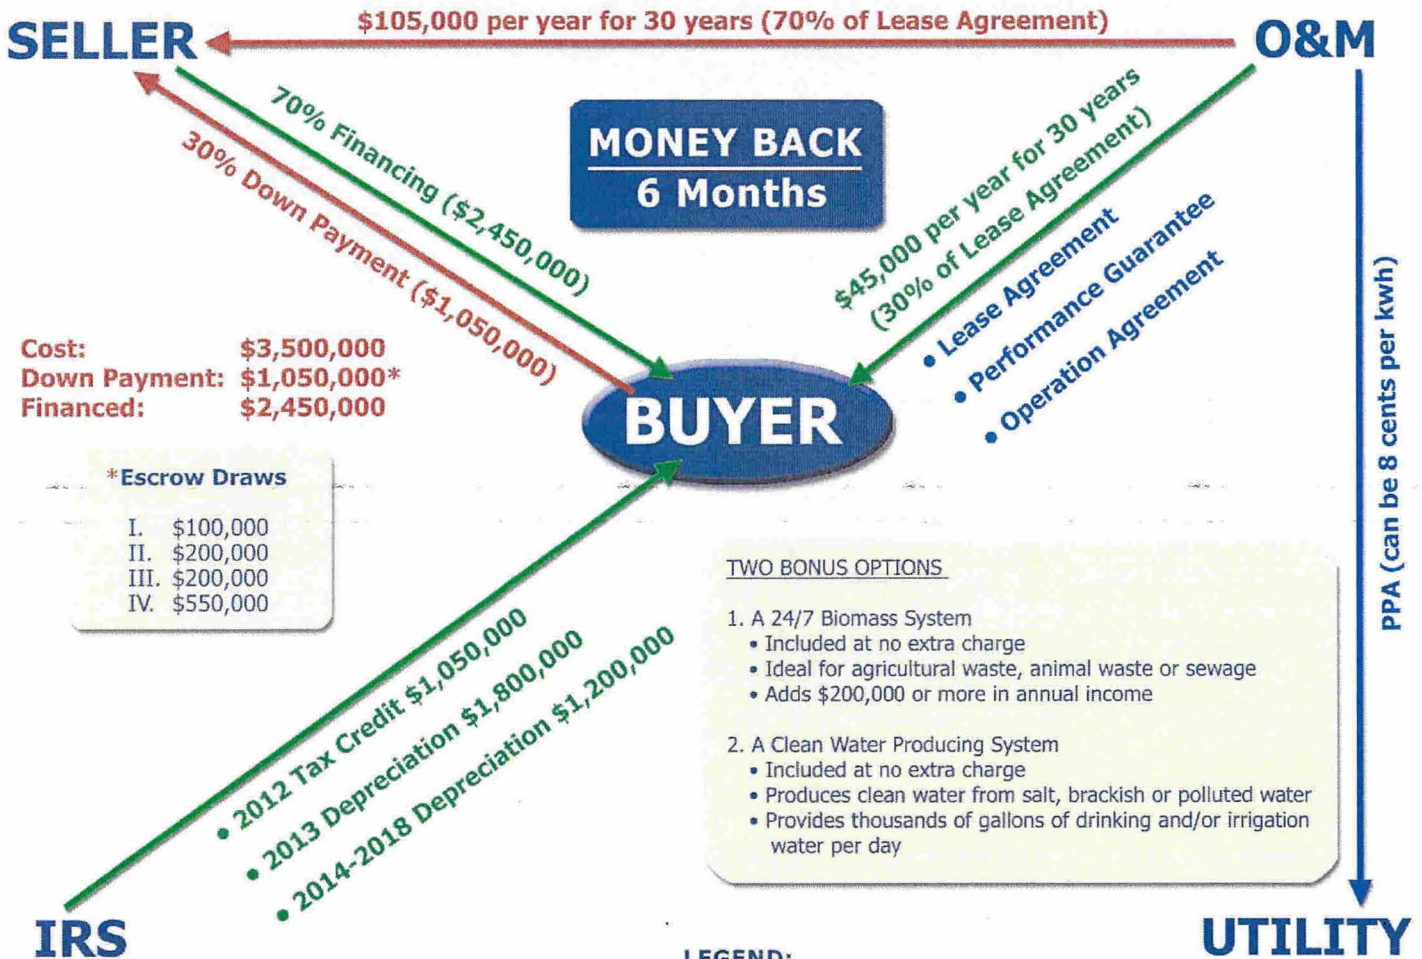 $105,000 per year for 30 years (70% of Lease Agreement)
SELLER
O&M
70% Financing ($2,450,000)
30% Down Payment ($1,050,000)
MONEY BACK
6 Months
$45,000 per year for 30 years
(30% of Lease Agreement)
• Lease Agreement
• Performance Guarantee
• Operation Agreement
PPA (can be 8 cents per kwh)
Cost: $3,500,000
Down Payment: $1,050,000*
Financed: $2,450,000
BUYER
*Escrow Draws
I. $100,000
II. $200,000
III. $200,000
IV. $550,000
• 2012 Tax Credit $1,050,000
• 2013 Depreciation $1,800,000
• 2014-2018 Depreciation $1,200,000
TWO BONUS OPTIONS
1. A 24/7 Biomass System
• Included at no extra charge
• Ideal for agricultural waste, animal waste or sewage
• Adds $200,000 or more in annual income
2. A Clean Water Producing System
• Included at no extra charge
• Produces clean water from salt, brackish or polluted water
• Provides thousands of gallons of drinking and/or irrigation
water per day
IRS
UTILITY
LEGEND: